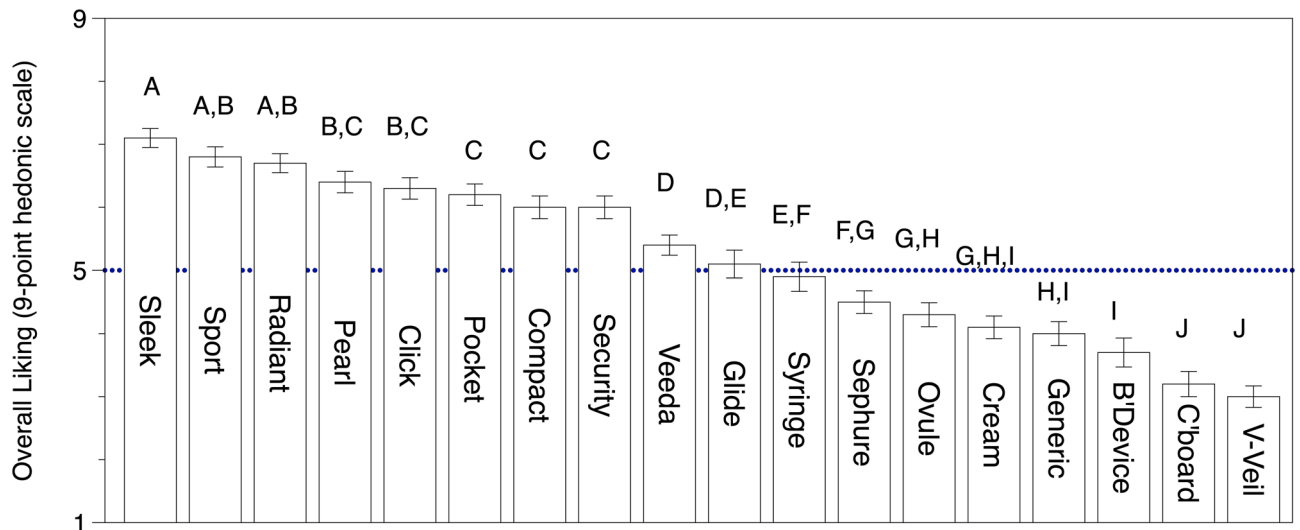 Overall Liking (9-point hedonic scale)
9
5
1
A
A,B
A,B
B,C
B,C
C
C
C
D
D,E
E,F
F,G
G,H
G,H,I
H,I
I
J
J
Sleek
Sport
Radiant
Pearl
Click
Pocket
Compact
Security
Veeda
Glide
Syringe
Sephure
Ovule
Cream
Generic
B'Device
C'board
V-Veil